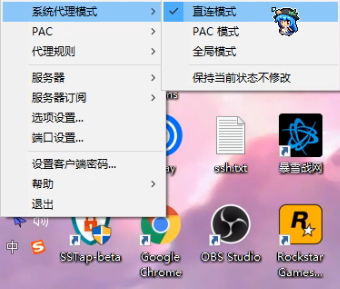 系统代理模式
直连模式
PAC
PAC 模式
代理规则
全局模式
服务器
保持当前状态不修改
服务器订阅
选项设置...
端口设置...
设置客户端密码...
帮助
退出
ssh.txt
暴雪战网
中
SSTap-beta
Google
Chrome
OBS Studio
Rockstar
Games...